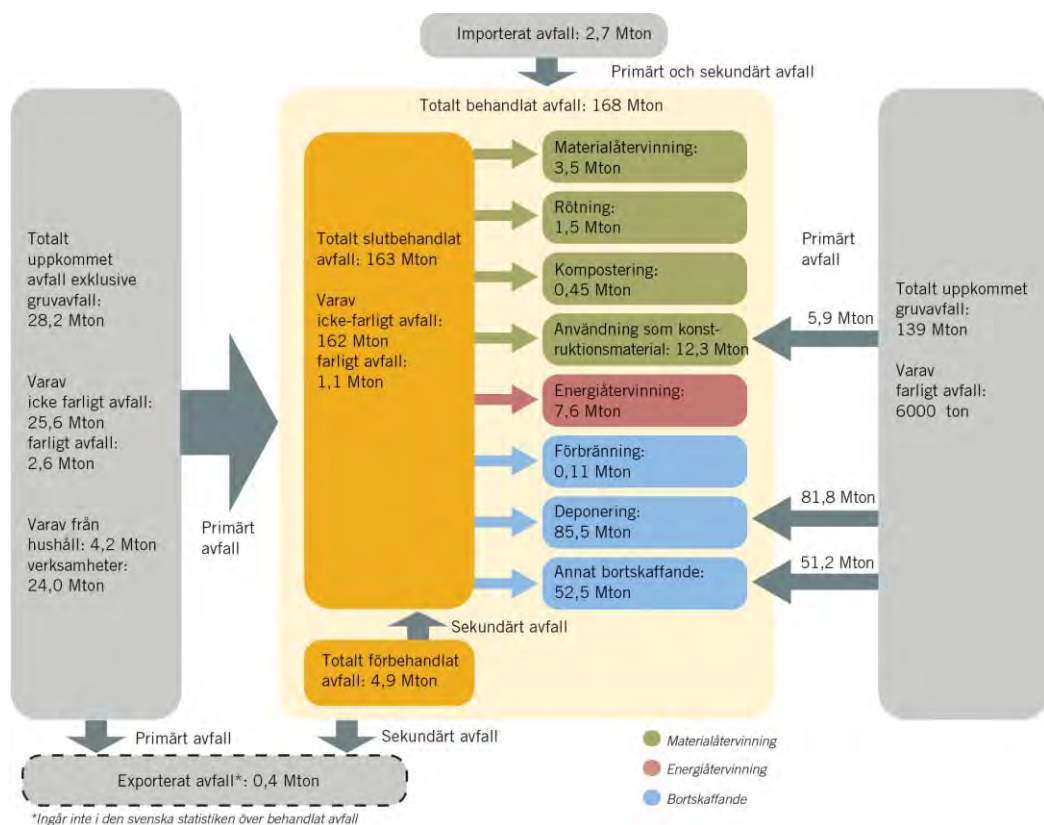 Importerat avfall: 2,7 Mton
Primärt och sekundärt avfall
Totalt
uppkommet
avfall exklusive
gruvavfall:
28,2 Mton
Varav
icke farligt avfall:
25,6 Mton
farligt avfall:
2,6 Mton
Varav från
hushåll: 4,2 Mton
verksamheter:
24,0 Mton
Primärt
avfall
Totalt behandlat avfall: 168 Mton
Totalt slutbehandlat
avfall: 163 Mton
Varav
icke-farligt avfall:
162 Mton
farligt avfall:
1,1 Mton
Materialåtervinning:
3,5 Mton
Rötning:
1,5 Mton
Kompostering:
0,45 Mton
Användning som konst-
ruktionsmaterial: 12,3 Mton
Energiåtervinning:
7,6 Mton
Förbränning:
0,11 Mton
Deponering:
85,5 Mton
Annat bortskaffande:
52,5 Mton
Primärt
avfall
5,9 Mton
81,8 Mton
51,2 Mton
Totalt uppkommet
gruvavfall:
139 Mton
Varav
farligt avfall:
6000 ton
Sekundärt avfall
Totalt förbehandlat
avfall: 4,9 Mton
Primärt avfall
Sekundärt avfall
Exporterat avfall*: 0,4 Mton
*Ingår inte i den svenska statistiken över behandlat avfall
Materialåtervinning
Energiåtervinning
Bortskaffande